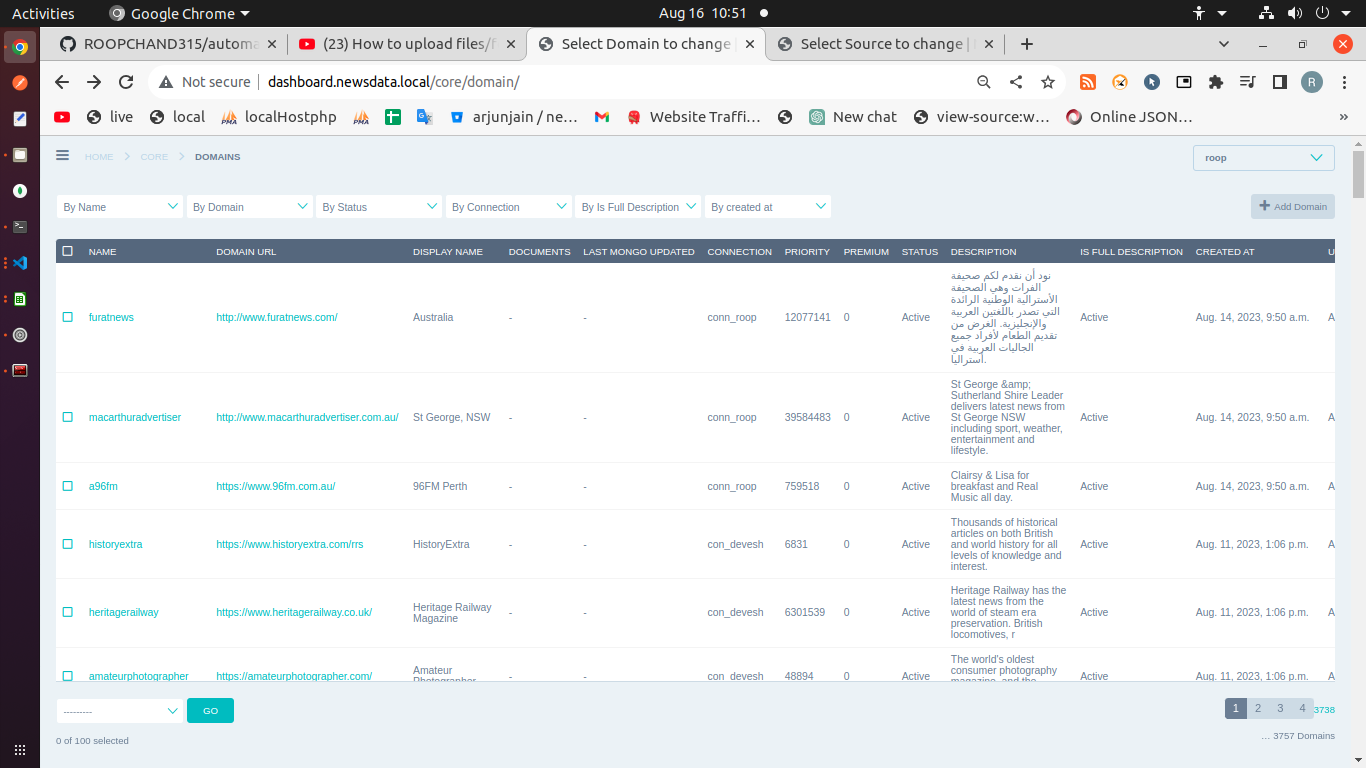 Activities
Google Chrome
Aug 16 10:51
ROOPCHAND315/automa
(23) How to upload files/f
Select Domain to change |
Select Source to change |
Not secure
dashboard.newsdata.local/core/domain/
R
live
local
PMA
localHostphp
PMA
arjunjain / ne…
Website Traffi…
New chat
view-source:w…
Online JSON…
»
HOME
CORE
DOMAINS
roop
By Name
By Domain
By Status
By Connection
By Is Full Description
By created at
Add Domain
NAME DOMAIN URL DISPLAY NAME DOCUMENTS LAST MONGO UPDATED CONNECTION PRIORITY PREMIUM STATUS DESCRIPTION IS FULL DESCRIPTION CREATED AT U
furatnews http://www.furatnews.com/ Australia - - conn_roop 12077141 0 Active
نود أن نقدم لكم صحيفة
الفرات وهي الصحيفة
الأسترالية الوطنية الرائدة
التي تصدر باللغتين العربية
والإنجليزية. الغرض من
تقديم الطعام لأفراد جميع
الجاليات العربية في
أستراليا.
Active Aug. 14, 2023, 9:50 a.m. A
macarthuradvertiser http://www.macarthuradvertiser.com.au/ St George, NSW - - conn_roop 39584483 0 Active
St George &amp;
Sutherland Shire Leader
delivers latest news from
St George NSW
including sport, weather,
entertainment and
lifestyle.
Active Aug. 14, 2023, 9:50 a.m. A
a96fm https://www.96fm.com.au/ 96FM Perth - - conn_roop 759518 0 Active
Clairsy & Lisa for
breakfast and Real
Music all day.
Active Aug. 14, 2023, 9:50 a.m. A
historyextra https://www.historyextra.com/rrs HistoryExtra - - con_devesh 6831 0 Active
Thousands of historical
articles on both British
and world history for all
levels of knowledge and
interest.
Active Aug. 11, 2023, 1:06 p.m. A
heritagerailway https://www.heritagerailway.co.uk/
Heritage Railway
Magazine
- - con_devesh 6301539 0 Active
Heritage Railway has the
latest news from the
world of steam era
preservation. British
locomotives, r
Active Aug. 11, 2023, 1:06 p.m. A
amateurphotographer https://amateurphotographer.com/
Amateur
Photographer
- - con_devesh 48894 0 Active
The world's oldest
consumer photography
magazine, and the
Active Aug. 11, 2023, 1:06 p.m. A
---------
GO
1 2 3 4 3738
0 of 100 selected
… 3757 Domains